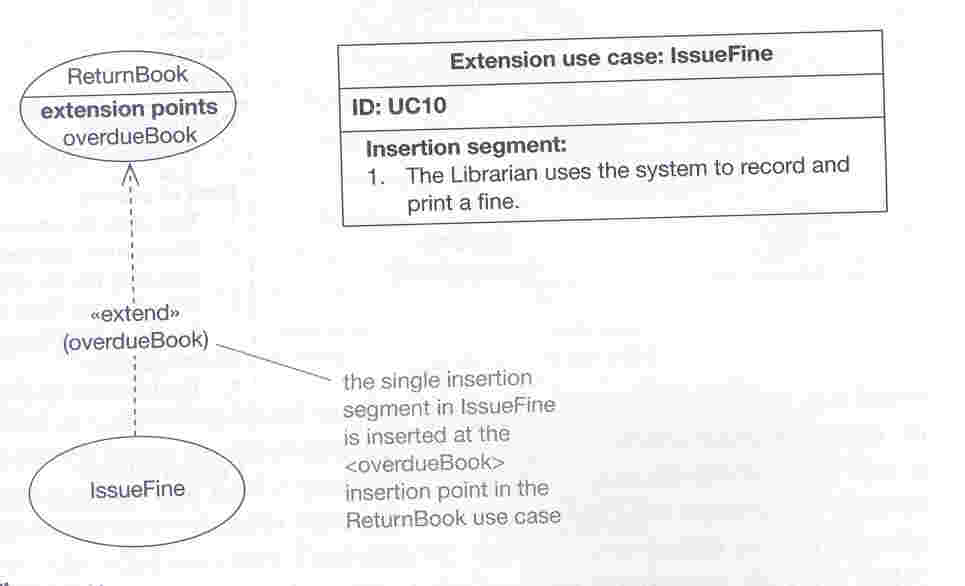 ReturnBook
extension points
overdueBook
«extend»
(overdueBook)
IssueFine
Extension use case: IssueFine
ID: UC10
Insertion segment:
1. The Librarian uses the system to record and
print a fine.
the single insertion
segment in IssueFine
is inserted at the
<overdueBook>
insertion point in the
ReturnBook use case